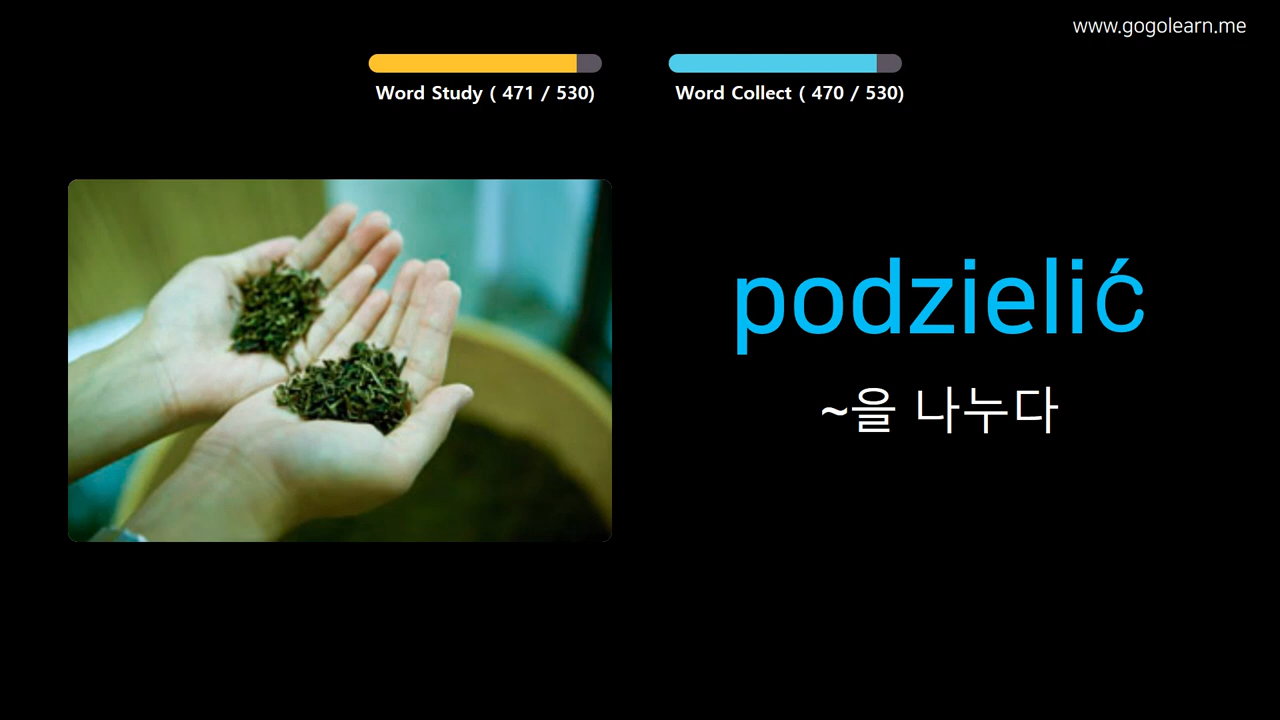 www.gogolearn.me
Word Study ( 471 / 530)
Word Collect ( 470 / 530)
podzielić
~을 나누다